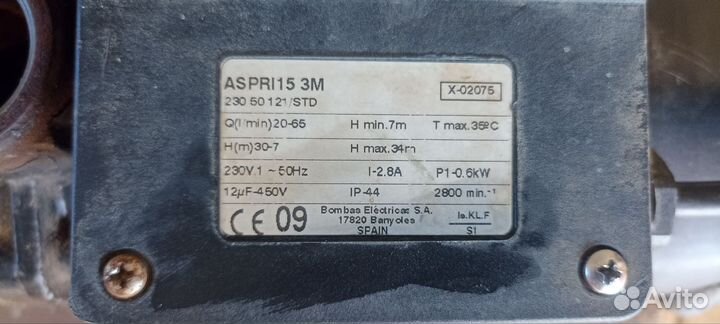 ASPRI15 3M X-02075
230 50 121/STD
Q(l/min)20-65 H min.7m T max.35ºC
H(m)30-7 H max.34m
230V.1 ~ 50Hz I-2.8A P1-0.6kW
12µF-450V IP-44 2800 min.⁻¹
CE 09 Bombas Eléctricas S.A. Is.KL.F
17820 Banyoles
SPAIN S1
Avito